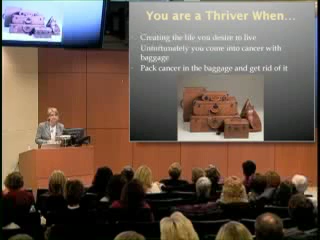 You are a Thriver When...
Creating the life you desire to live
Unfortunately you come into cancer with
baggage
Pack cancer in the baggage and get rid of it